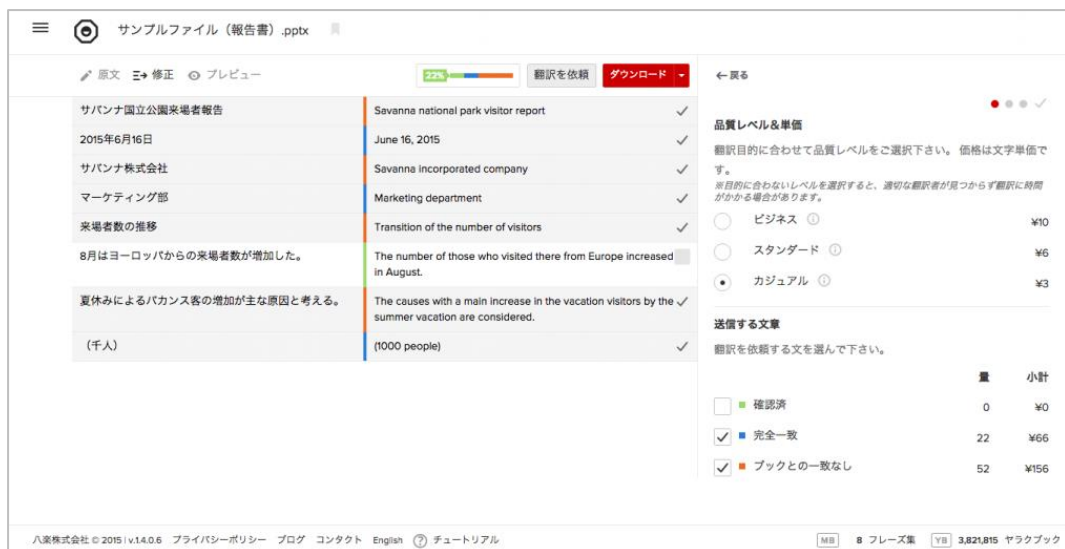 サンプルファイル（報告書）.pptx
原文 修正 プレビュー
22%
翻訳を依頼
ダウンロード
サバンナ国立公園来場者報告 Savanna national park visitor report
2015年6月16日 June 16, 2015
サバンナ株式会社 Savanna incorporated company
マーケティング部 Marketing department
来場者数の推移 Transition of the number of visitors
8月はヨーロッパからの来場者数が増加した。 The number of those who visited there from Europe increased
in August.
夏休みによるバカンス客の増加が主な原因と考える。 The causes with a main increase in the vacation visitors by the
summer vacation are considered.
（千人） (1000 people)
←戻る
品質レベル&単価
翻訳目的に合わせて品質レベルをご選択下さい。 価格は文字単価で
す。
※目的に合わないレベルを選択すると、適切な翻訳者が見つからず翻訳に時間
がかかる場合があります。
ビジネス ¥10
スタンダード ¥6
カジュアル ¥3
送信する文章
翻訳を依頼する文を選んで下さい。
量 小計
確認済 0 ¥0
完全一致 22 ¥66
ブックとの一致なし 52 ¥156
八楽株式会社 © 2015 | v.1.4.0.6 プライバシーポリシー ブログ コンタクト English ? チュートリアル
MB 8 フレーズ集 YB 3,821,815 ヤラクブック